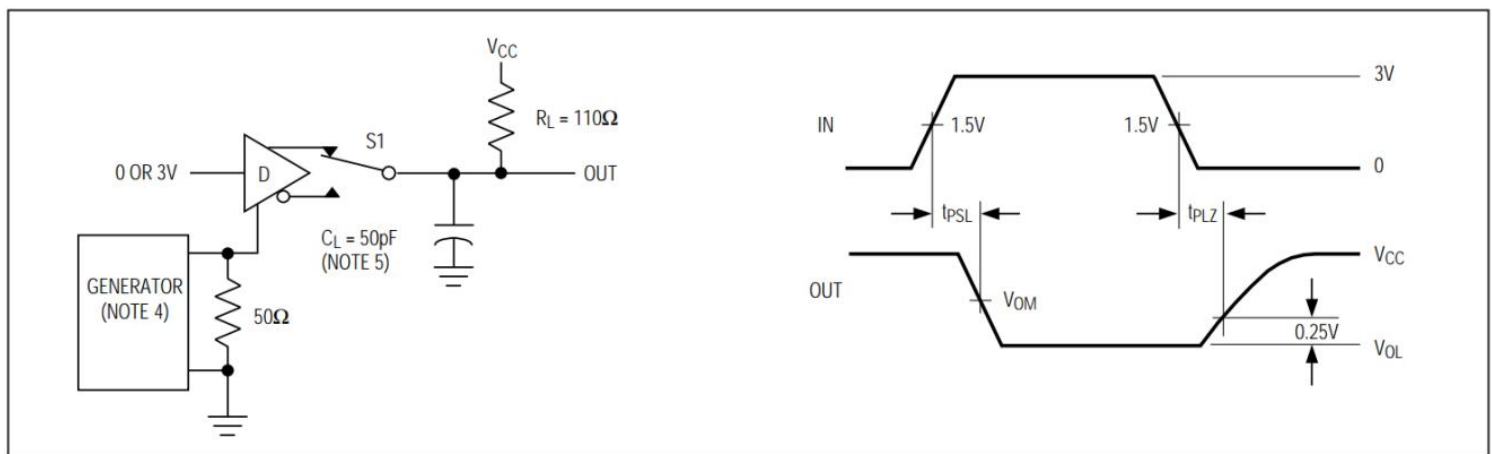 VCC
RL = 110Ω
S1
0 OR 3V
D
OUT
CL = 50pF
(NOTE 5)
GENERATOR
(NOTE 4)
50Ω
3V
IN
1.5V
1.5V
0
tPSL
tPLZ
VCC
OUT
VOM
0.25V
VOL